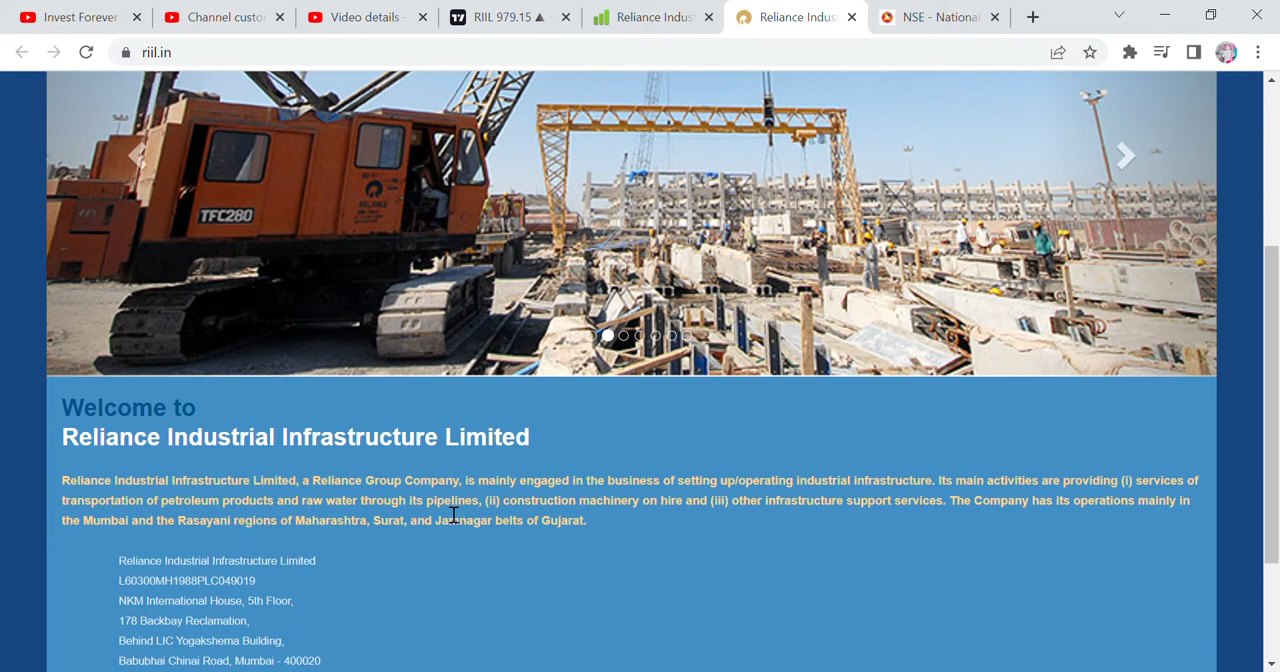 Invest Forever
Channel custo
Video details -
RIIL 979.15 ▲
Reliance Indust
Reliance Indus
NSE - National
riil.in
RELIANCE
TFC280
Welcome to
Reliance Industrial Infrastructure Limited
Reliance Industrial Infrastructure Limited, a Reliance Group Company, is mainly engaged in the business of setting up/operating industrial infrastructure. Its main activities are providing (i) services of
transportation of petroleum products and raw water through its pipelines, (ii) construction machinery on hire and (iii) other infrastructure support services. The Company has its operations mainly in
the Mumbai and the Rasayani regions of Maharashtra, Surat, and Jamnagar belts of Gujarat.
Reliance Industrial Infrastructure Limited
L60300MH1988PLC049019
NKM International House, 5th Floor,
178 Backbay Reclamation,
Behind LIC Yogakshema Building,
Babubhai Chinai Road, Mumbai - 400020